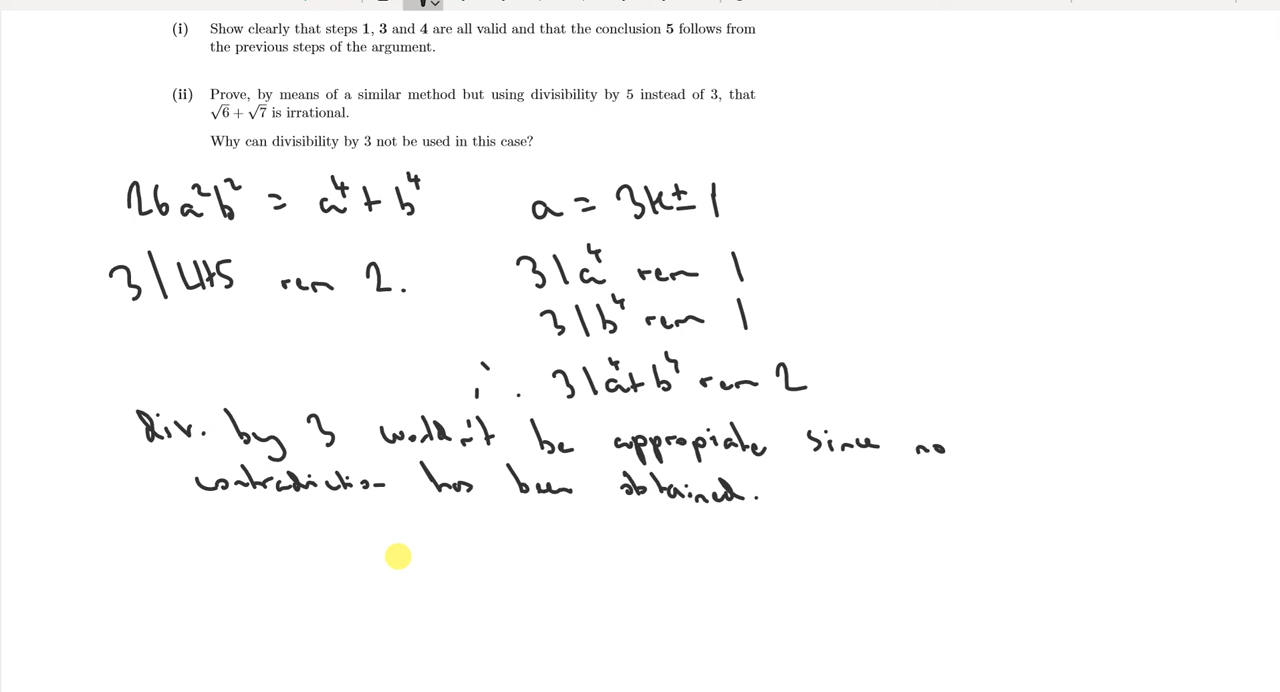 (i) Show clearly that steps 1, 3 and 4 are all valid and that the conclusion 5 follows from
the previous steps of the argument.
(ii) Prove, by means of a similar method but using divisibility by 5 instead of 3, that
√6 + √7 is irrational.
Why can divisibility by 3 not be used in this case?
26a²b² = a⁴ + b⁴
a = 3k ± 1
3 | LHS rem 2.
3 | a⁴ rem 1
3 | b⁴ rem 1
∴ 3 | a⁴ + b⁴ rem 2
Div. by 3 wouldn't be appropiate since no
contradiction has been obtained.